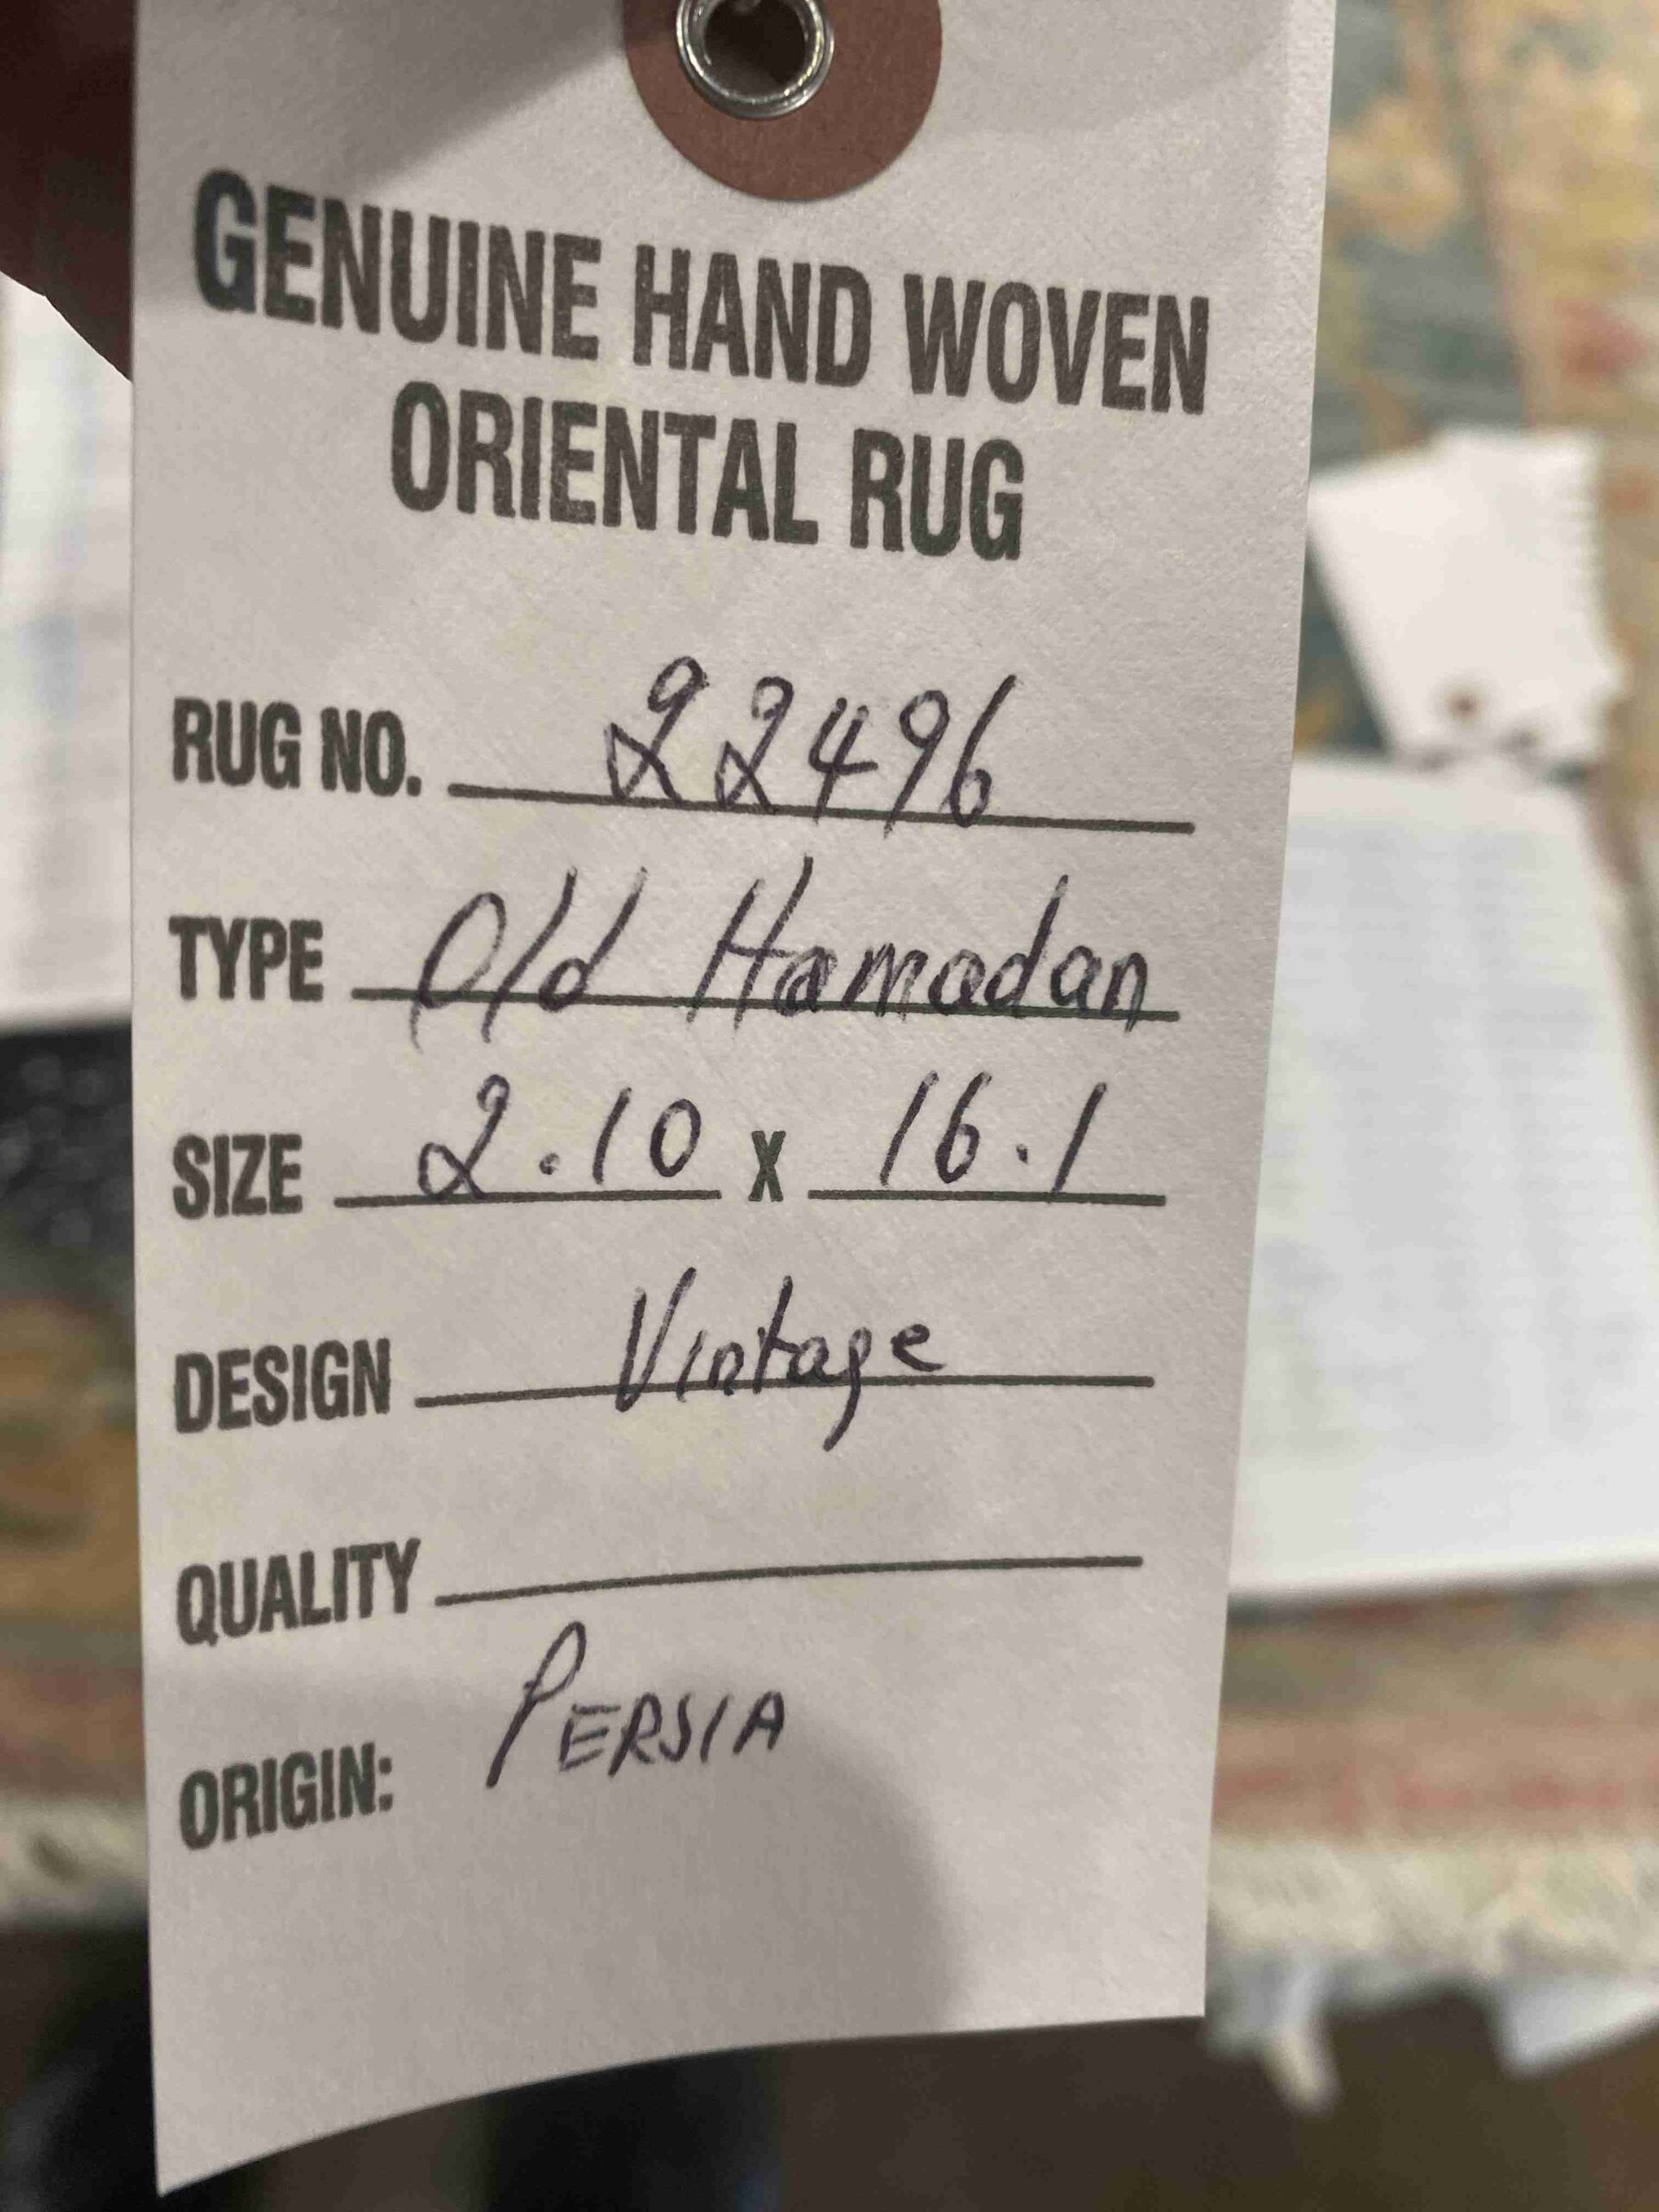 GENUINE HAND WOVEN
ORIENTAL RUG
RUG NO. 22496
TYPE Old Hamadan
SIZE 2.10 x 16.1
DESIGN Vintage
QUALITY
ORIGIN: PERSIA